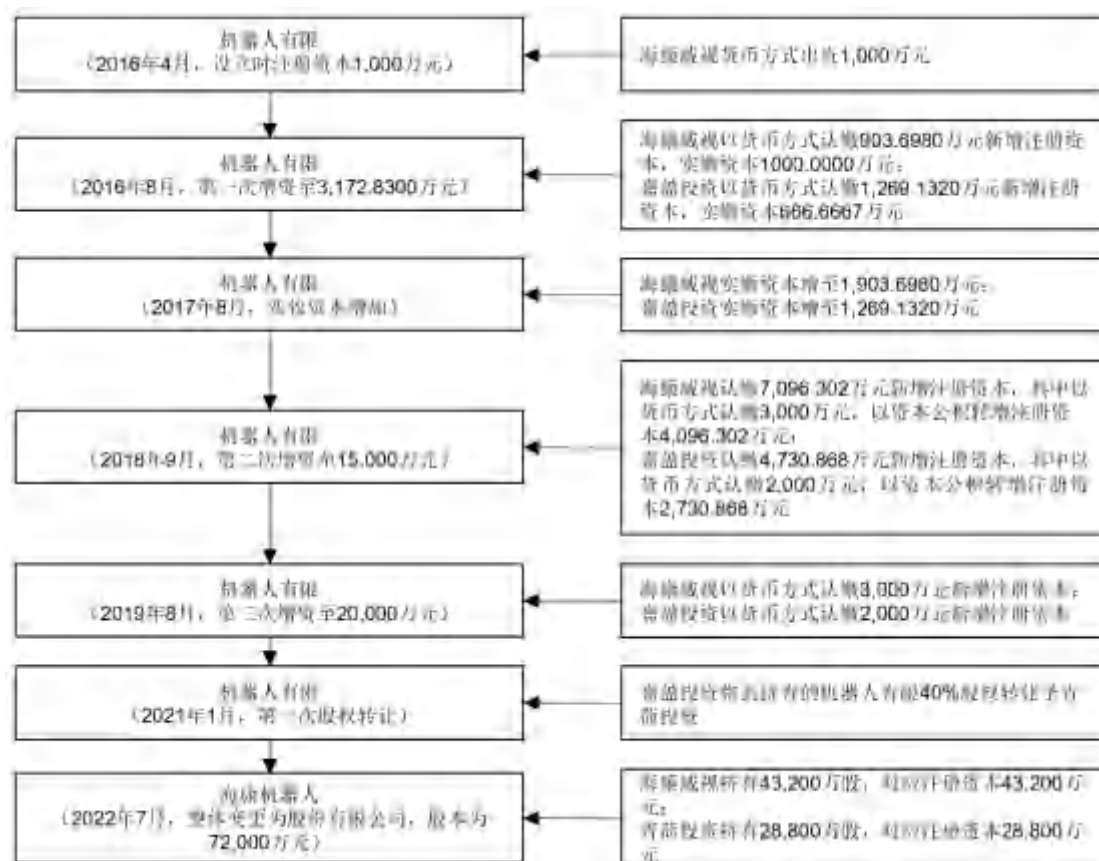 机器人有限
（2016年4月，设立时注册资本1,000万元）
海康威视货币方式出资1,000万元
机器人有限
（2016年8月，第一次增资至3,172.8300万元）
海康威视以货币方式认缴903.6980万元新增注册资
本，实缴资本1000.0000万元；
嘉盈投资以货币方式认缴1,269.1320万元新增注册
资本，实缴资本666.6667万元
机器人有限
（2017年8月，实收资本增加）
海康威视实缴资本增至1,903.6980万元；
嘉盈投资实缴资本增至1,269.1320万元
机器人有限
（2018年9月，第二次增资至15,000万元）
海康威视认缴7,096.302万元新增注册资本，其中以
货币方式认缴3,000万元，以资本公积转增注册资
本4,096.302万元；
嘉盈投资认缴4,730.868万元新增注册资本，其中以
货币方式认缴2,000万元，以资本公积转增注册资
本2,730.868万元
机器人有限
（2019年8月，第三次增资至20,000万元）
海康威视以货币方式认缴3,000万元新增注册资本；
嘉盈投资以货币方式认缴2,000万元新增注册资本
机器人有限
（2021年1月，第一次股权转让）
嘉盈投资将其持有的机器人有限40%股权转让予青
荷投资
海康机器人
（2022年7月，整体变更为股份有限公司，股本为
72,000万元）
海康威视持有43,200万股，对应注册资本43,200万
元；
青荷投资持有28,800万股，对应注册资本28,800万
元